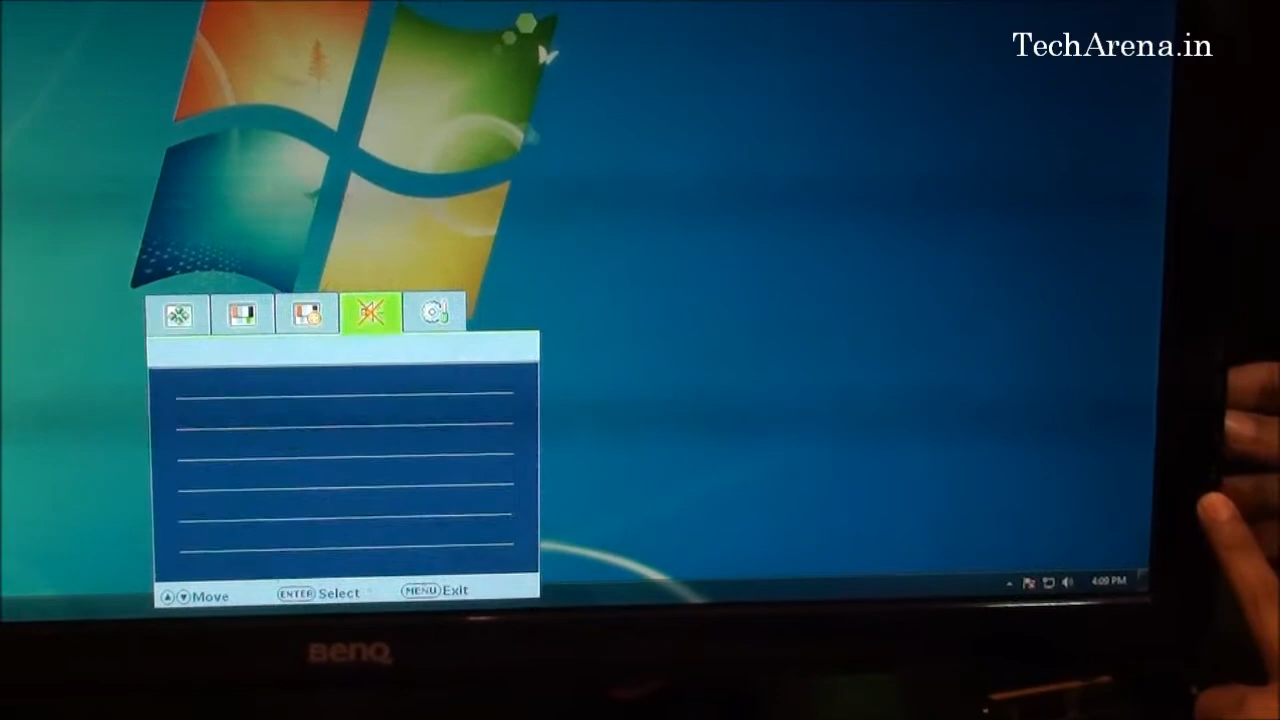 TechArena.in
Move
ENTER Select
MENU Exit
4:09 PM
BenQ